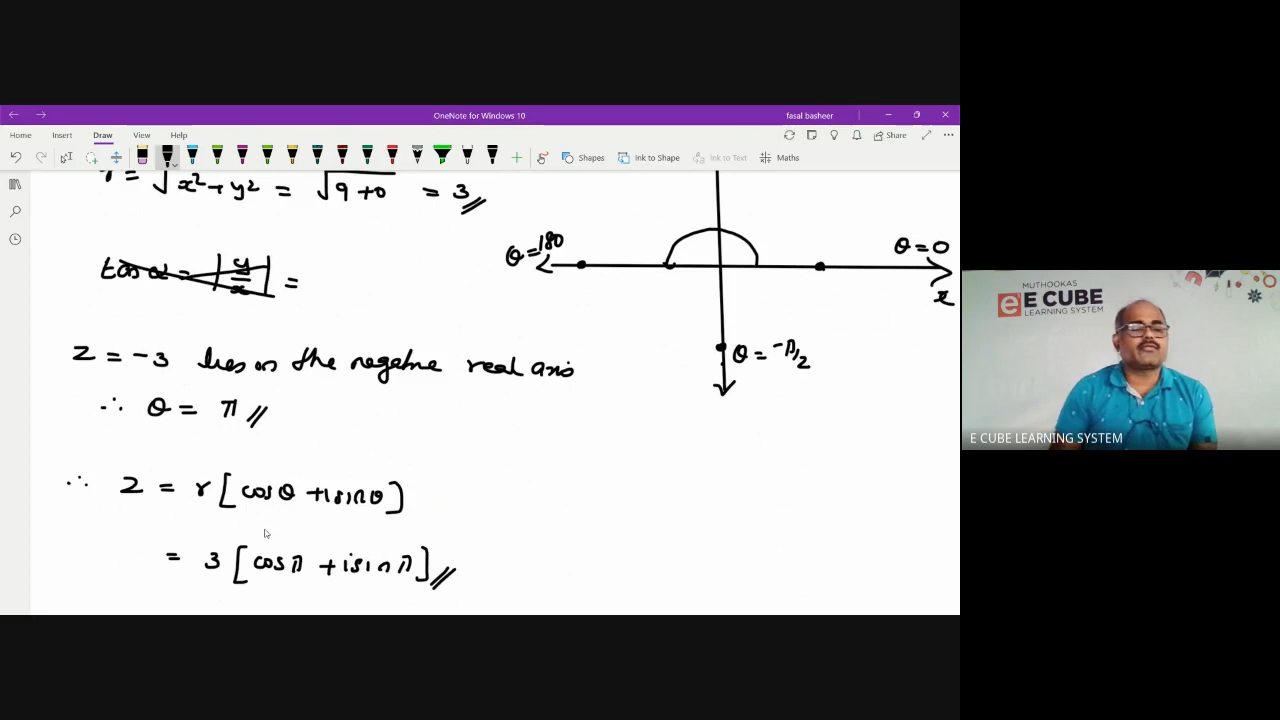 OneNote for Windows 10
fasal basheer
Home Insert Draw View Help
Share
Shapes Ink to Shape Ink to Text Maths
r = √x²+y² = √9+0 = 3
tan α = |y/x| =
θ = 180
θ = 0
x
θ = -π/2
Z = -3 lies on the negative real axis
∴ θ = π
∴ Z = r[cosθ + isinθ]
= 3[cosπ + isinπ]
MUTHOOKAS
e E CUBE
LEARNING SYSTEM
E CUBE LEARNING SYSTEM